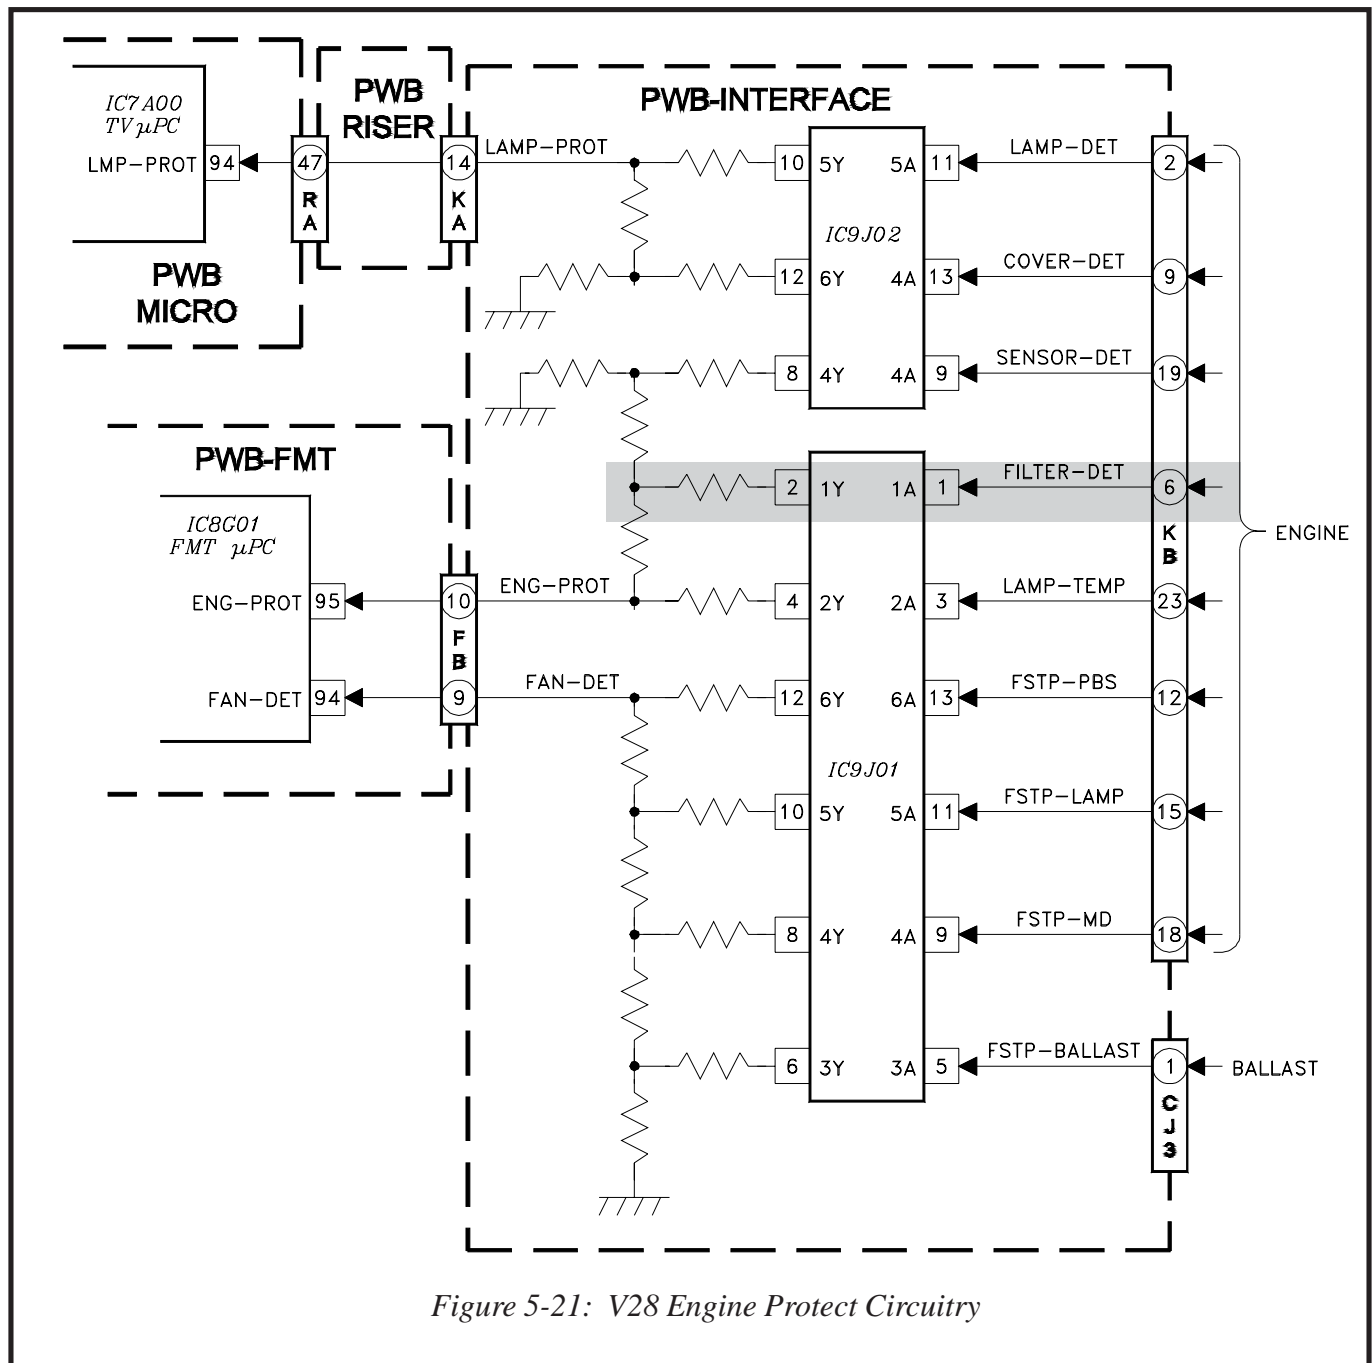 PWB
RISER
PWB-INTERFACE
IC7A00
TV µPC
LMP-PROT 94
47
R
A
14
K
A
LAMP-PROT
10 5Y 5A 11
LAMP-DET
2
PWB
MICRO
IC9J02
12 6Y 4A 13
COVER-DET
9
8 4Y 4A 9
SENSOR-DET
19
PWB-FMT
IC8G01
FMT µPC
2 1Y 1A 1
FILTER-DET
6
K
B
ENGINE
ENG-PROT 95
10
F
B
ENG-PROT
4 2Y 2A 3
LAMP-TEMP
23
FAN-DET 94
9
FAN-DET
12 6Y 6A 13
FSTP-PBS
12
IC9J01
10 5Y 5A 11
FSTP-LAMP
15
8 4Y 4A 9
FSTP-MD
18
6 3Y 3A 5
FSTP-BALLAST
1
BALLAST
C
J
3
Figure 5-21: V28 Engine Protect Circuitry